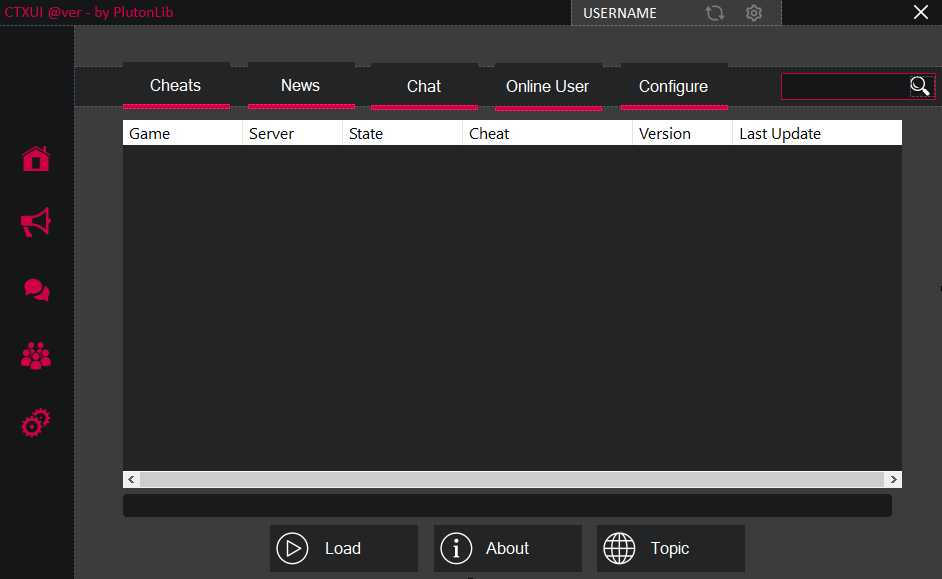 CTXUI @ver - by PlutonLib
USERNAME
Cheats
News
Chat
Online User
Configure
Game
Server
State
Cheat
Version
Last Update
Load
About
Topic